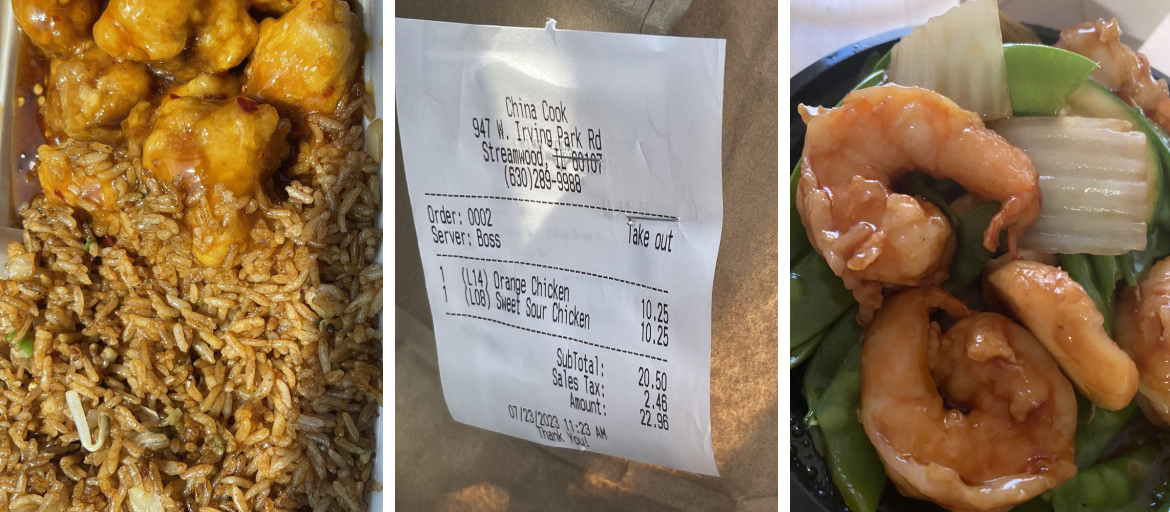 China Cook
947 W. Irving Park Rd
Streamwood, IL 60107
(630)289-9988
Order: 0002 Take out
Server: Boss
1 (L14) Orange Chicken 10.25
1 (L08) Sweet Sour Chicken 10.25
SubTotal: 20.50
Sales Tax: 2.46
Amount: 22.96
07/23/2023 11:23 AM
Thank You!